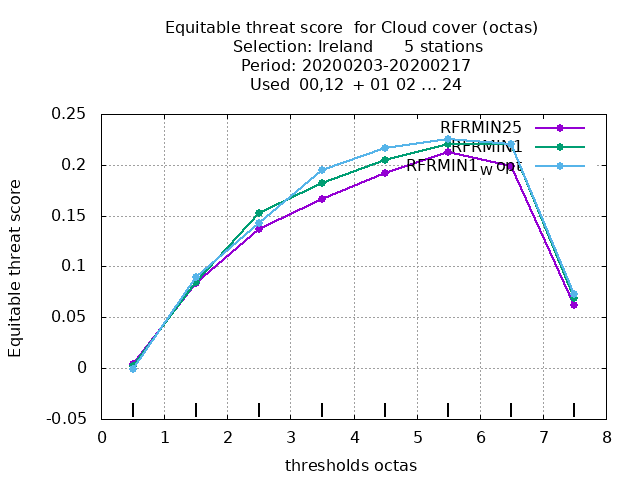 Equitable threat score  for Cloud cover (octas)
Selection: Ireland      5 stations
Period: 20200203-20200217
Used  00,12  + 01 02 ... 24
RFRMIN25
RFRMIN1
RFRMIN1w opt
0.25
0.2
0.15
0.1
0.05
0
-0.05
Equitable threat score
0 1 2 3 4 5 6 7 8
thresholds octas